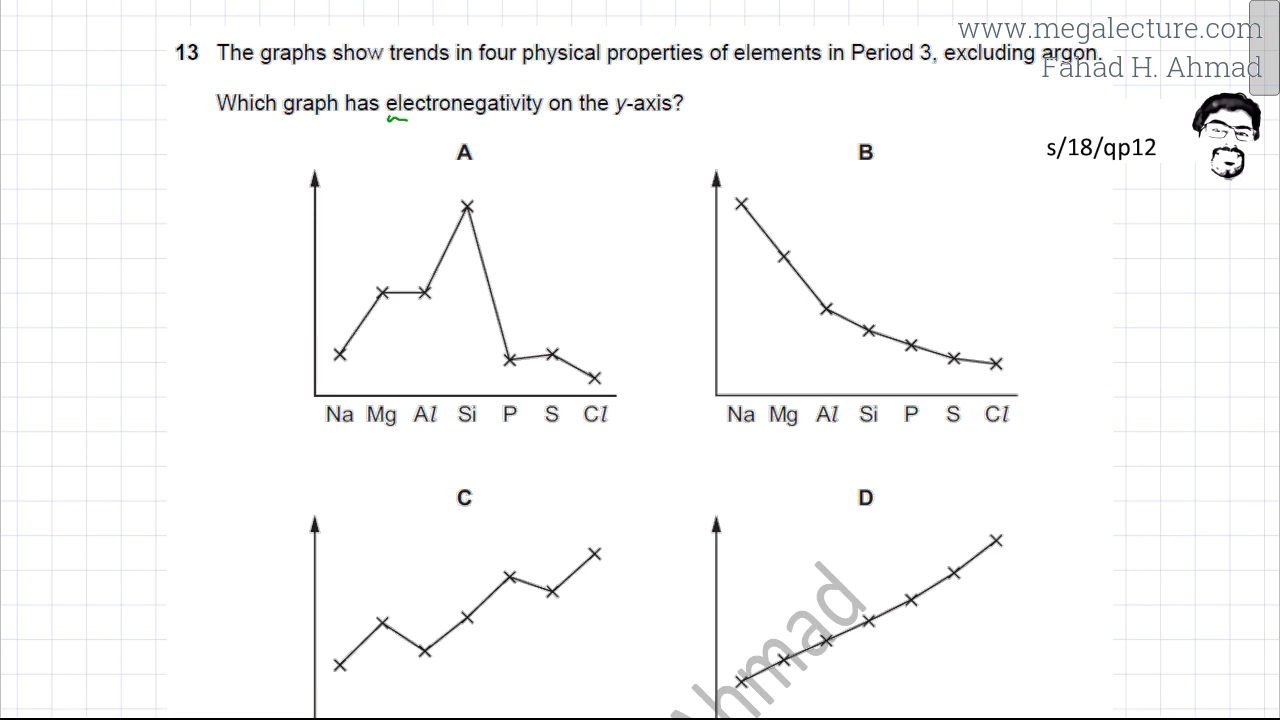 www.megalecture.com
13 The graphs show trends in four physical properties of elements in Period 3, excluding argon.
Fahad H. Ahmad
Which graph has electronegativity on the y-axis?
s/18/qp12
A
B
Na Mg Al Si P S Cl
Na Mg Al Si P S Cl
C
D
Ahmad